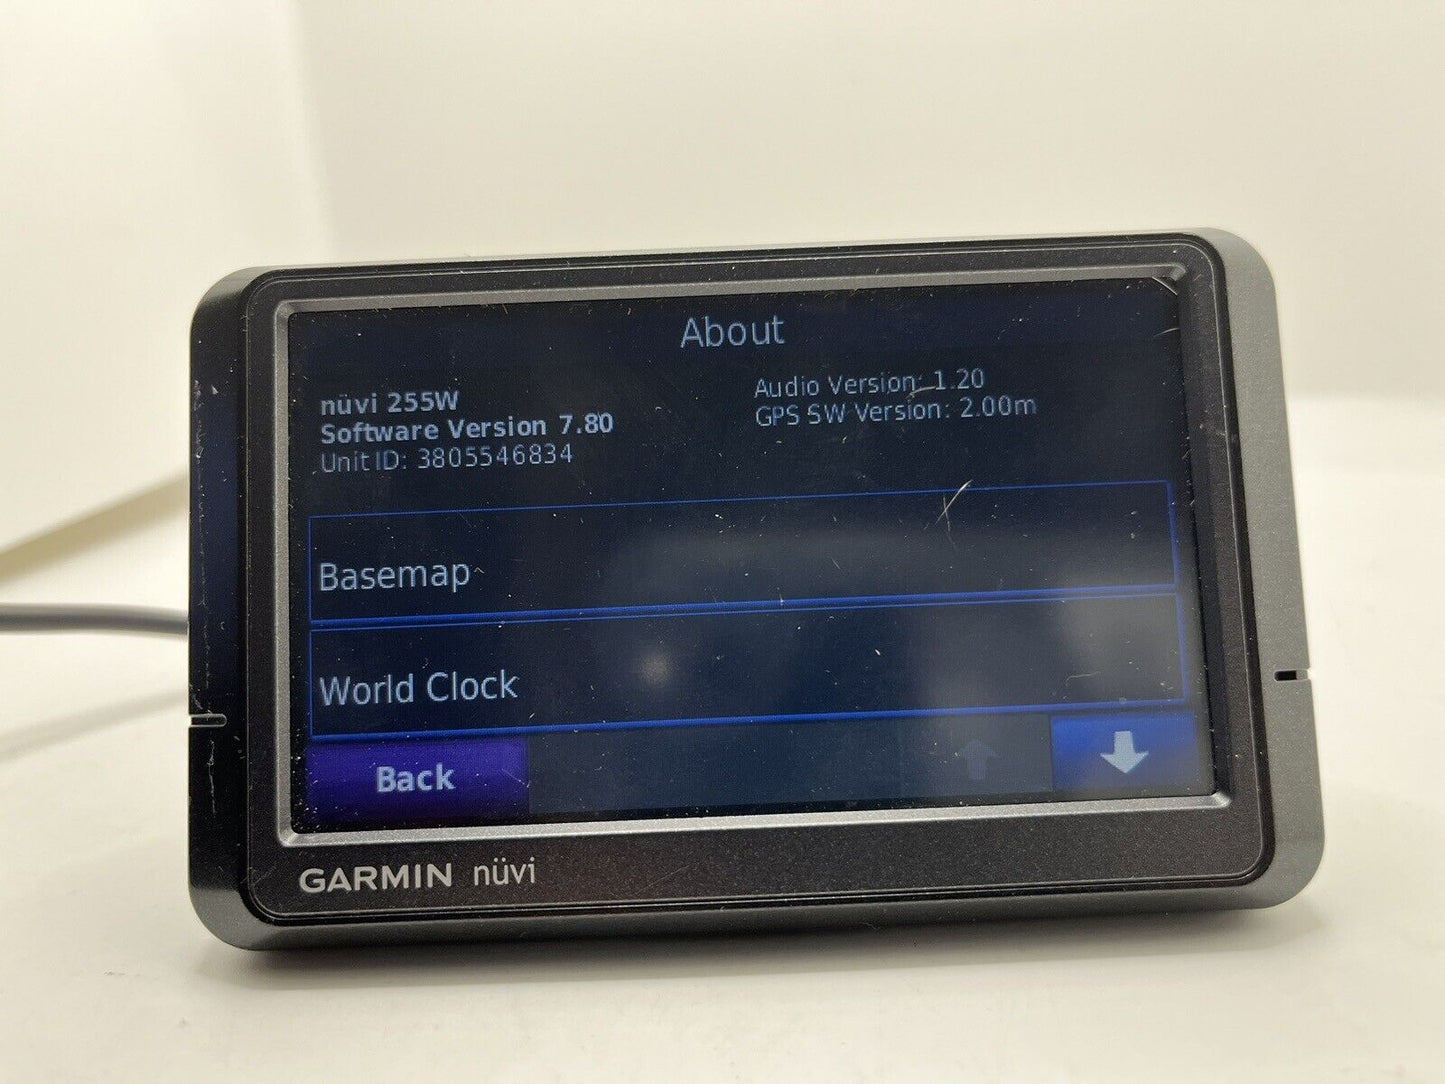 About
nüvi 255W
Software Version 7.80
Unit ID: 3805546834
Audio Version: 1.20
GPS SW Version: 2.00m
Basemap
World Clock
Back
GARMIN nüvi